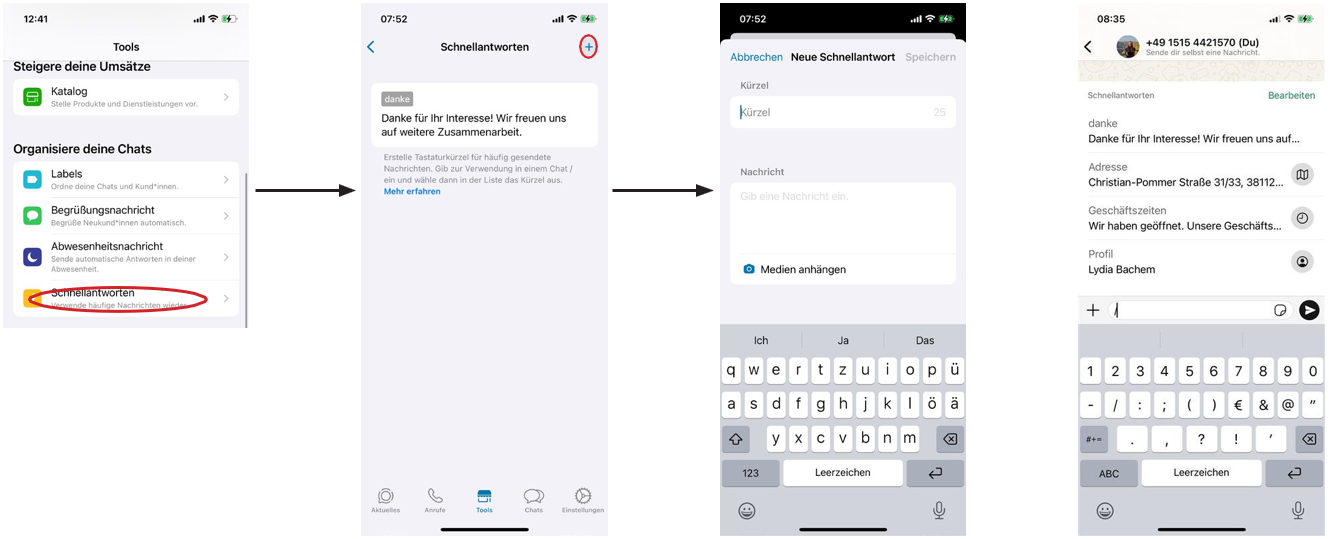 12:41
Tools
Steigere deine Umsätze
Katalog
Stelle Produkte und Dienstleistungen vor.
Organisiere deine Chats
Labels
Ordne deine Chats und Kund*innen.
Begrüßungsnachricht
Begrüße Neukund*innen automatisch.
Abwesenheitsnachricht
Sende automatische Antworten in deiner
Abwesenheit.
Schnellantworten
Verwende häufige Nachrichten wieder.
07:52
Schnellantworten
+
danke
Danke für Ihr Interesse! Wir freuen uns
auf weitere Zusammenarbeit.
Erstelle Tastaturkürzel für häufig gesendete
Nachrichten. Gib zur Verwendung in einem Chat /
ein und wähle dann in der Liste das Kürzel aus.
Mehr erfahren
Aktuelles Anrufe Tools Chats Einstellungen
07:52
Abbrechen Neue Schnellantwort Speichern
Kürzel
Kürzel 25
Nachricht
Gib eine Nachricht ein.
Medien anhängen
Ich Ja Das
q w e r t z u i o p ü
a s d f g h j k l ö ä
y x c v b n m
123 Leerzeichen
08:35
+49 1515 4421570 (Du)
Sende dir selbst eine Nachricht.
Schnellantworten Bearbeiten
danke
Danke für Ihr Interesse! Wir freuen uns auf...
Adresse
Christian-Pommer Straße 31/33, 38112...
Geschäftszeiten
Wir haben geöffnet. Unsere Geschäfts...
Profil
Lydia Bachem
+ /
1 2 3 4 5 6 7 8 9 0
- / : ; ( ) € & @ "
#+= . , ? ! '
ABC Leerzeichen